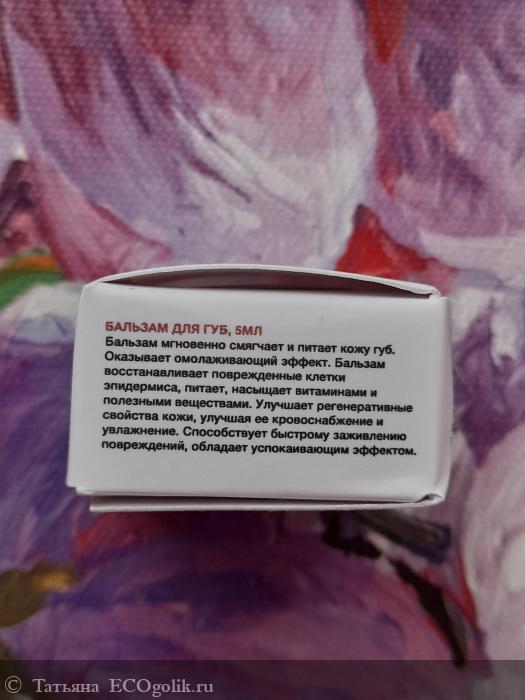 БАЛЬЗАМ ДЛЯ ГУБ, 5МЛ
Бальзам мгновенно смягчает и питает кожу губ.
Оказывает омолаживающий эффект. Бальзам
восстанавливает поврежденные клетки
эпидермиса, питает, насыщает витаминами и
полезными веществами. Улучшает регенеративные
свойства кожи, улучшая ее кровоснабжение и
увлажнение. Способствует быстрому заживлению
повреждений, обладает успокаивающим эффектом.
© Татьяна ECOgolik.ru